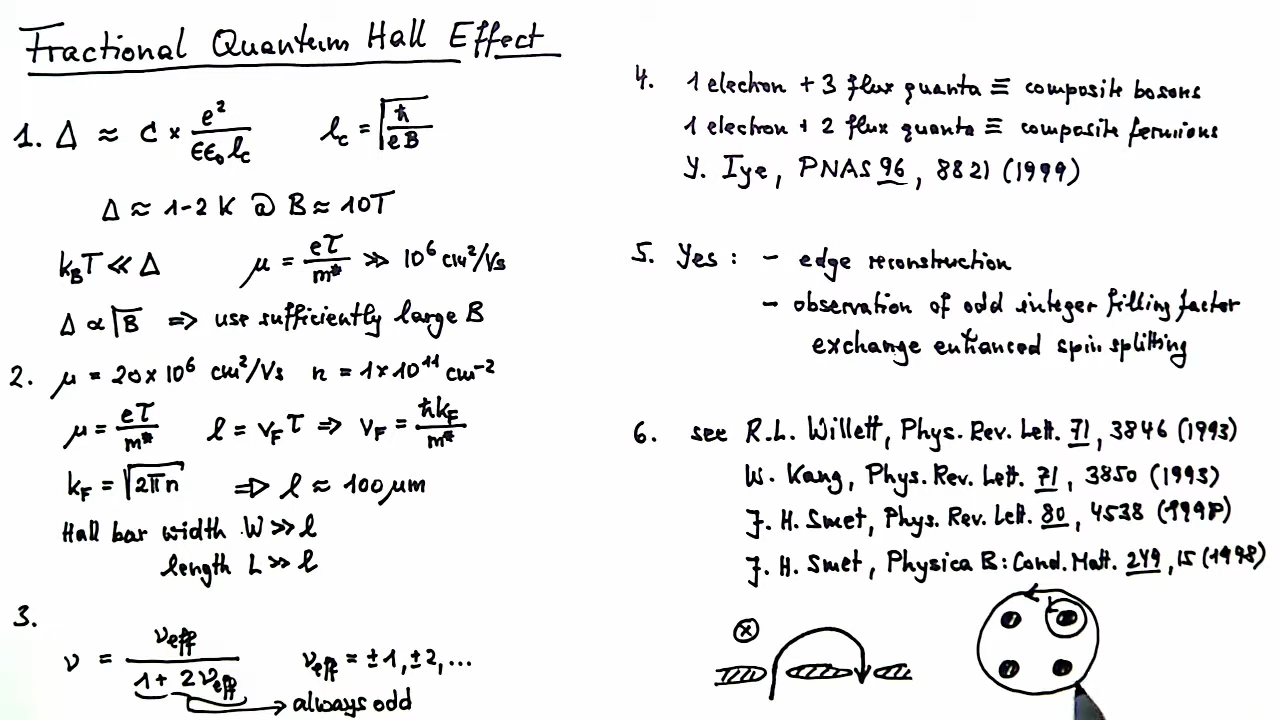 Fractional Quantum Hall Effect
1. Δ ≈ C × e²/(εε₀l_c)   l_c = √(ħ/(eB))
Δ ≈ 1-2 K @ B ≈ 10T
k_BT ≪ Δ   μ = eτ/m* ≫ 10⁶ cm²/Vs
Δ ∝ √B ⇒ use sufficiently large B
2. μ = 20×10⁶ cm²/Vs   n = 1×10¹¹ cm⁻²
μ = eτ/m*   l = v_F τ ⇒ v_F = ħk_F/m*
k_F = √(2πn)   ⇒ l ≈ 100 μm
Hall bar width W ≫ l
length L ≫ l
3.
ν = ν_eff/(1 + 2ν_eff)   ν_eff = ±1, ±2, ...
→ always odd
4. 1 electron + 3 flux quanta ≡ composite bosons
1 electron + 2 flux quanta ≡ composite fermions
Y. Iye, PNAS 96, 8821 (1999)
5. Yes: - edge reconstruction
- observation of odd integer filling factor
exchange enhanced spin splitting
6. see R.L. Willett, Phys. Rev. Lett. 71, 3846 (1993)
W. Kang, Phys. Rev. Lett. 71, 3850 (1993)
J. H. Smet, Phys. Rev. Lett. 80, 4538 (1998)
J. H. Smet, Physica B: Cond. Matt. 249, 15 (1998)